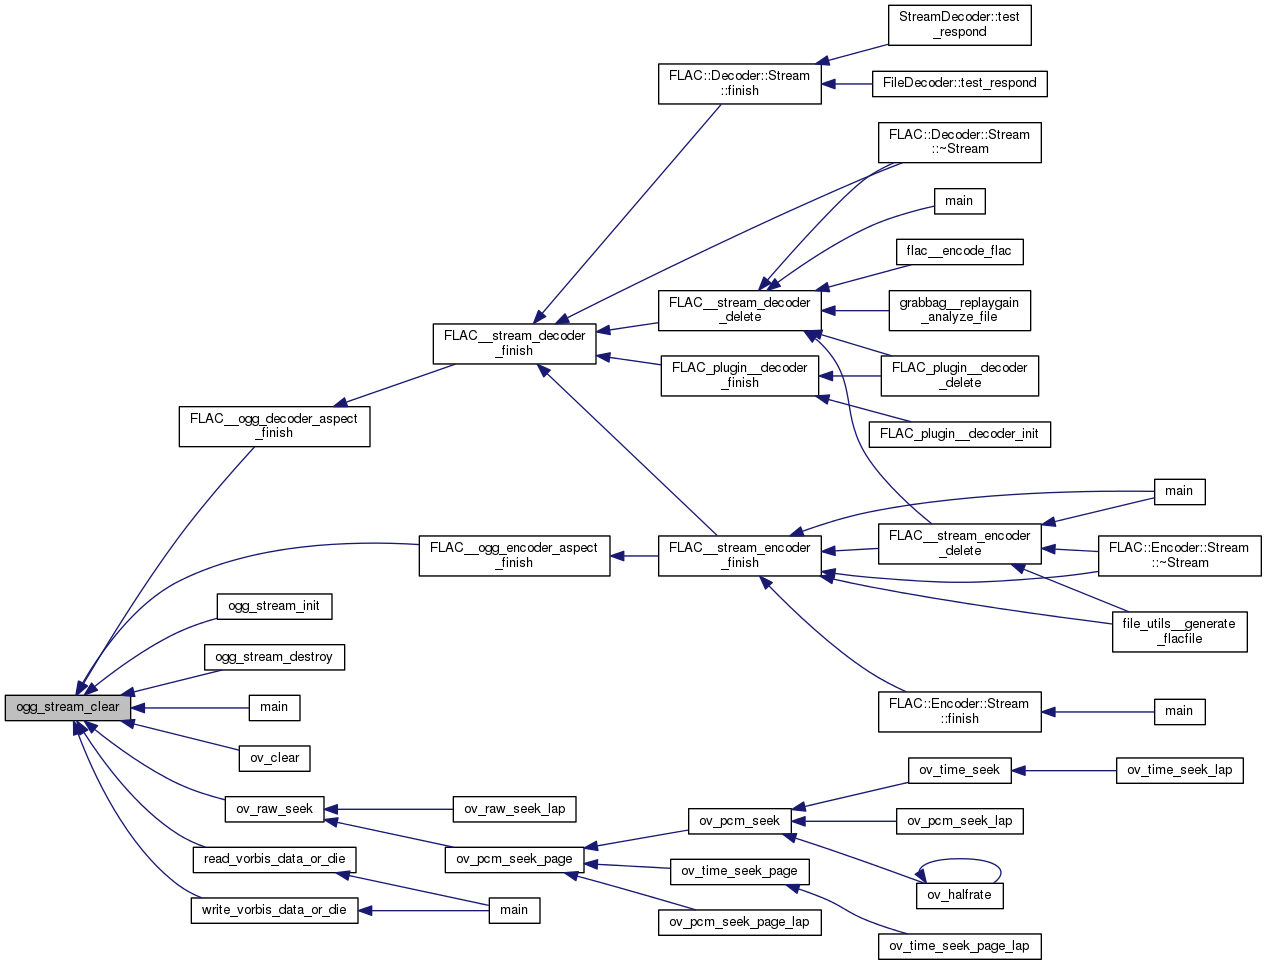 StreamDecoder::test
_respond
FLAC::Decoder::Stream
::finish
FileDecoder::test_respond
FLAC::Decoder::Stream
::~Stream
main
flac__encode_flac
FLAC__stream_decoder
_delete
grabbag__replaygain
_analyze_file
FLAC__stream_decoder
_finish
FLAC_plugin__decoder
_finish
FLAC_plugin__decoder
_delete
FLAC__ogg_decoder_aspect
_finish
FLAC_plugin__decoder_init
main
FLAC__ogg_encoder_aspect
_finish
FLAC__stream_encoder
_finish
FLAC__stream_encoder
_delete
FLAC::Encoder::Stream
::~Stream
ogg_stream_init
file_utils__generate
_flacfile
ogg_stream_destroy
ogg_stream_clear
main
FLAC::Encoder::Stream
::finish
main
ov_clear
ov_time_seek
ov_time_seek_lap
ov_raw_seek
ov_raw_seek_lap
ov_pcm_seek
ov_pcm_seek_lap
read_vorbis_data_or_die
ov_pcm_seek_page
ov_time_seek_page
ov_halfrate
write_vorbis_data_or_die
main
ov_pcm_seek_page_lap
ov_time_seek_page_lap